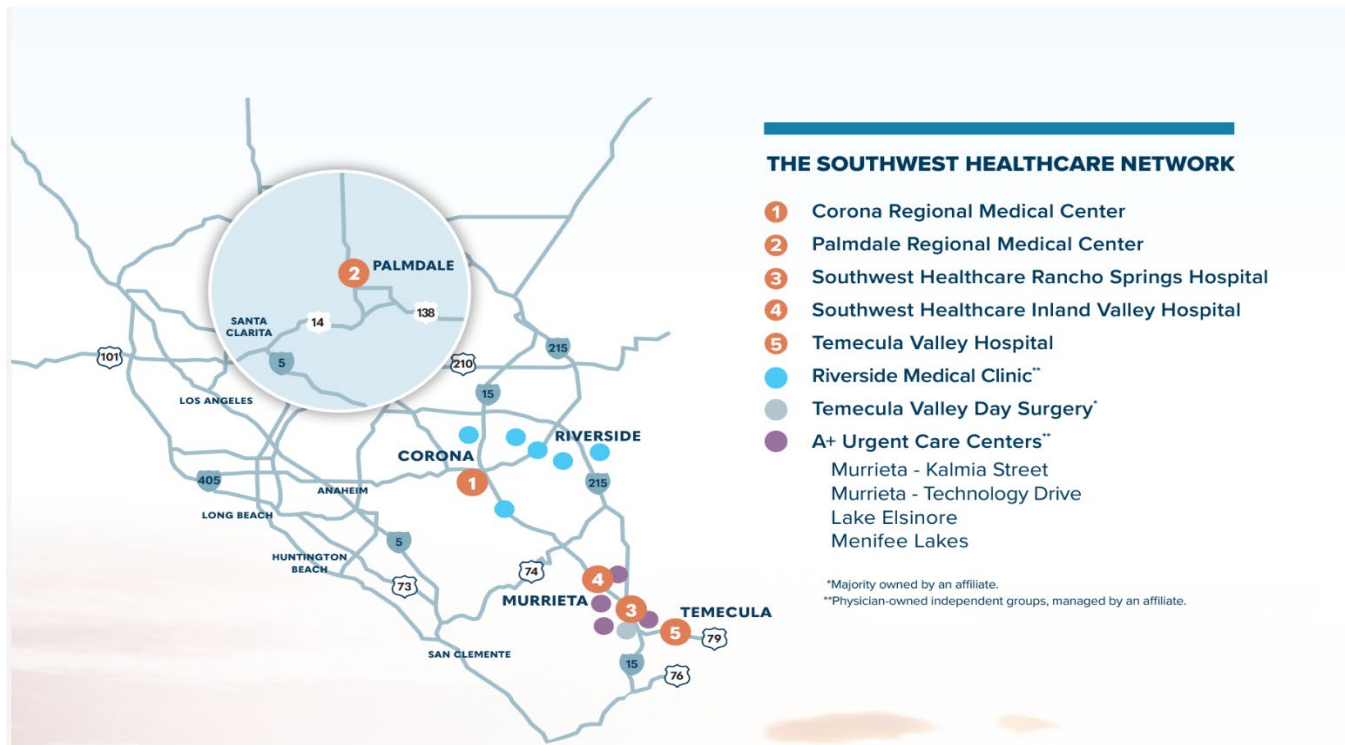 2
PALMDALE
SANTA
CLARITA
14
138
5
101
210
215
15
LOS ANGELES
CORONA
RIVERSIDE
1
405
ANAHEIM
215
LONG BEACH
5
HUNTINGTON
BEACH
73
74
4
MURRIETA
3
TEMECULA
5
79
SAN CLEMENTE
15
76
THE SOUTHWEST HEALTHCARE NETWORK
1 Corona Regional Medical Center
2 Palmdale Regional Medical Center
3 Southwest Healthcare Rancho Springs Hospital
4 Southwest Healthcare Inland Valley Hospital
5 Temecula Valley Hospital
Riverside Medical Clinic**
Temecula Valley Day Surgery*
A+ Urgent Care Centers**
Murrieta - Kalmia Street
Murrieta - Technology Drive
Lake Elsinore
Menifee Lakes
*Majority owned by an affiliate.
**Physician-owned independent groups, managed by an affiliate.